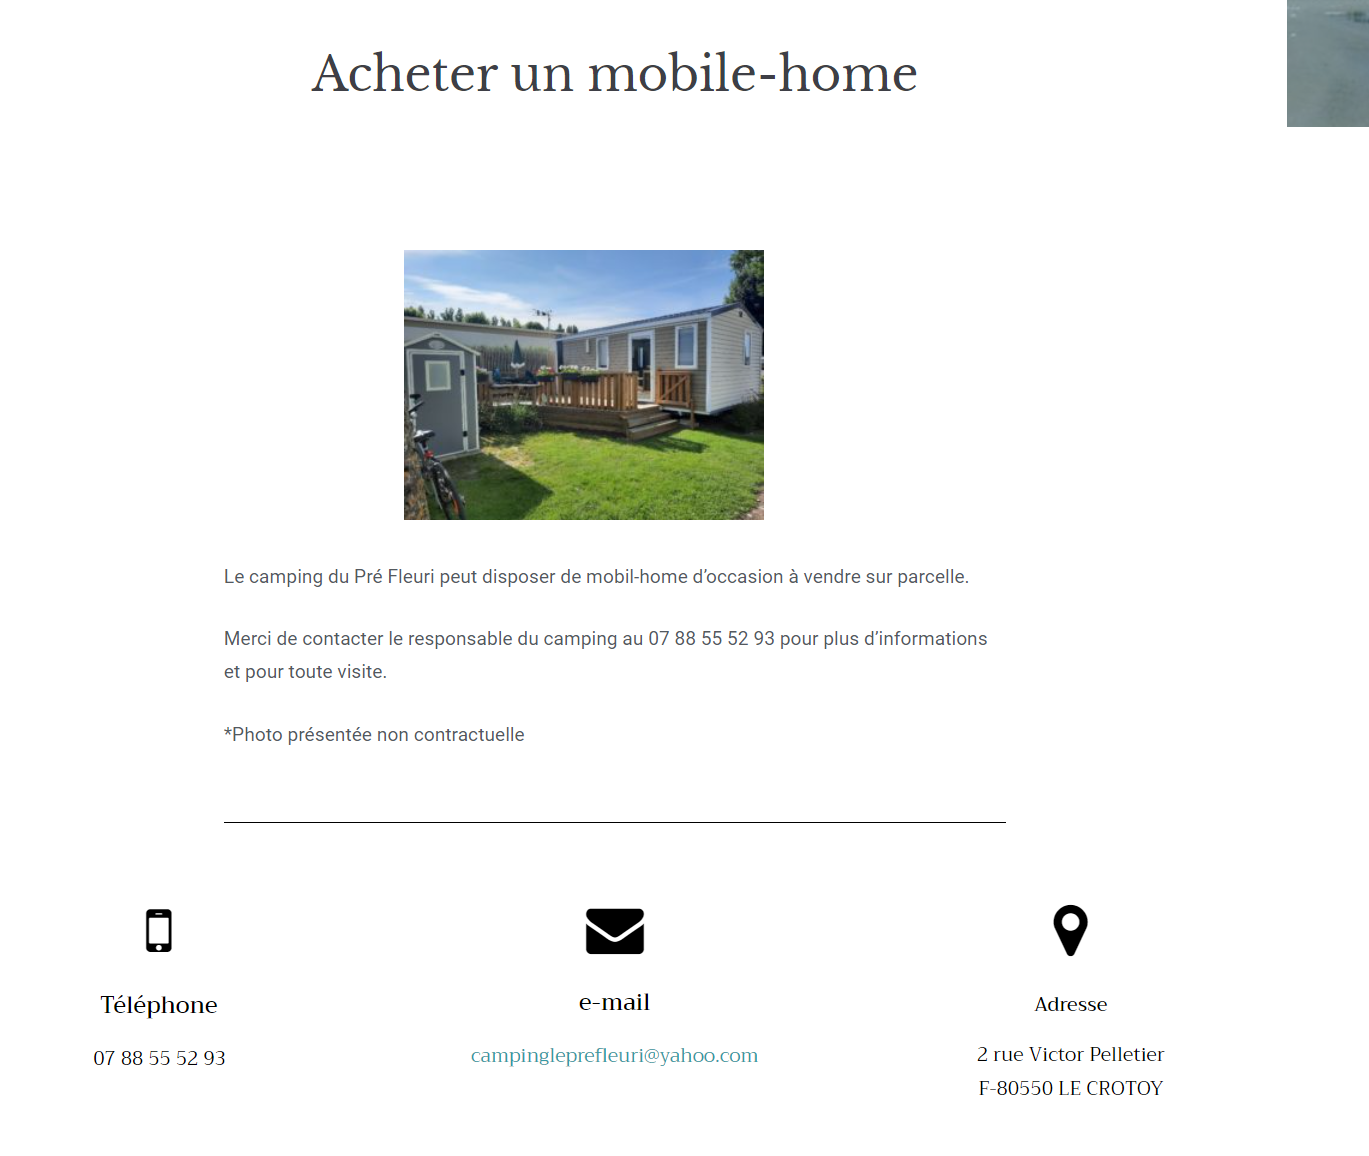 Acheter un mobile-home
Le camping du Pré Fleuri peut disposer de mobil-home d’occasion à vendre sur parcelle.
Merci de contacter le responsable du camping au 07 88 55 52 93 pour plus d’informations
et pour toute visite.
*Photo présentée non contractuelle
Téléphone
07 88 55 52 93
e-mail
campingleprefleuri@yahoo.com
Adresse
2 rue Victor Pelletier
F-80550 LE CROTOY